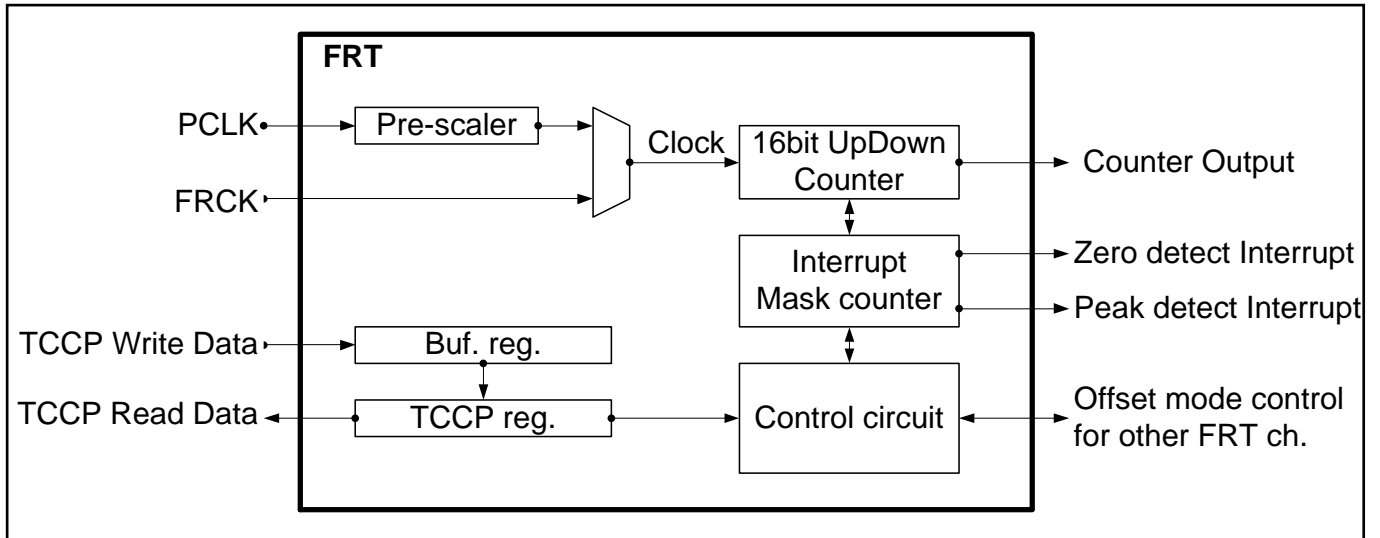 FRT
PCLK
Pre-scaler
Clock
16bit UpDown
Counter
Counter Output
FRCK
Interrupt
Mask counter
Zero detect Interrupt
Peak detect Interrupt
TCCP Write Data
Buf. reg.
TCCP Read Data
TCCP reg.
Control circuit
Offset mode control
for other FRT ch.